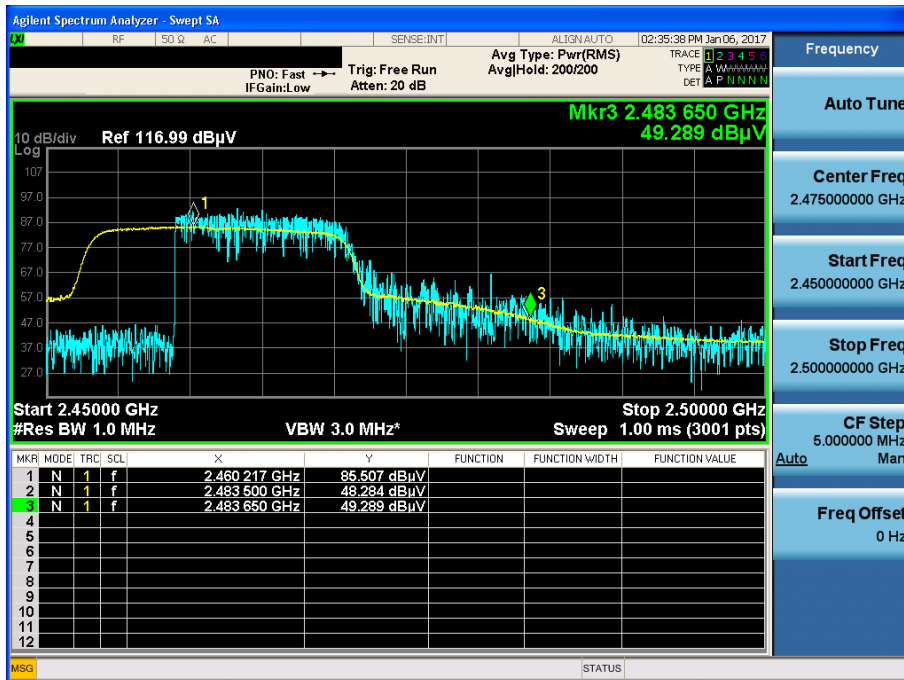 Agilent Spectrum Analyzer - Swept SA
LXI RF 50 Ω AC SENSE:INT ALIGN AUTO 02:35:38 PM Jan 06, 2017
PNO: Fast
IFGain:Low
Trig: Free Run
Atten: 20 dB
Avg Type: Pwr(RMS)
Avg|Hold: 200/200
TRACE 1 2 3 4 5 6
TYPE A W W W W W
DET A P N N N N
Mkr3 2.483 650 GHz
49.289 dBµV
10 dB/div Ref 116.99 dBµV
Log
107
97.0
87.0
77.0
67.0
57.0
47.0
37.0
27.0
1
3
Start 2.45000 GHz Stop 2.50000 GHz
#Res BW 1.0 MHz VBW 3.0 MHz* Sweep 1.00 ms (3001 pts)
MKR MODE TRC SCL X Y FUNCTION FUNCTION WIDTH FUNCTION VALUE
1 N 1 f 2.460 217 GHz 85.507 dBµV
2 N 1 f 2.483 500 GHz 48.284 dBµV
3 N 1 f 2.483 650 GHz 49.289 dBµV
4
5
6
7
8
9
10
11
12
MSG STATUS
Frequency
Auto Tune
Center Freq
2.475000000 GHz
Start Freq
2.450000000 GHz
Stop Freq
2.500000000 GHz
CF Step
5.000000 MHz
Auto Man
Freq Offset
0 Hz